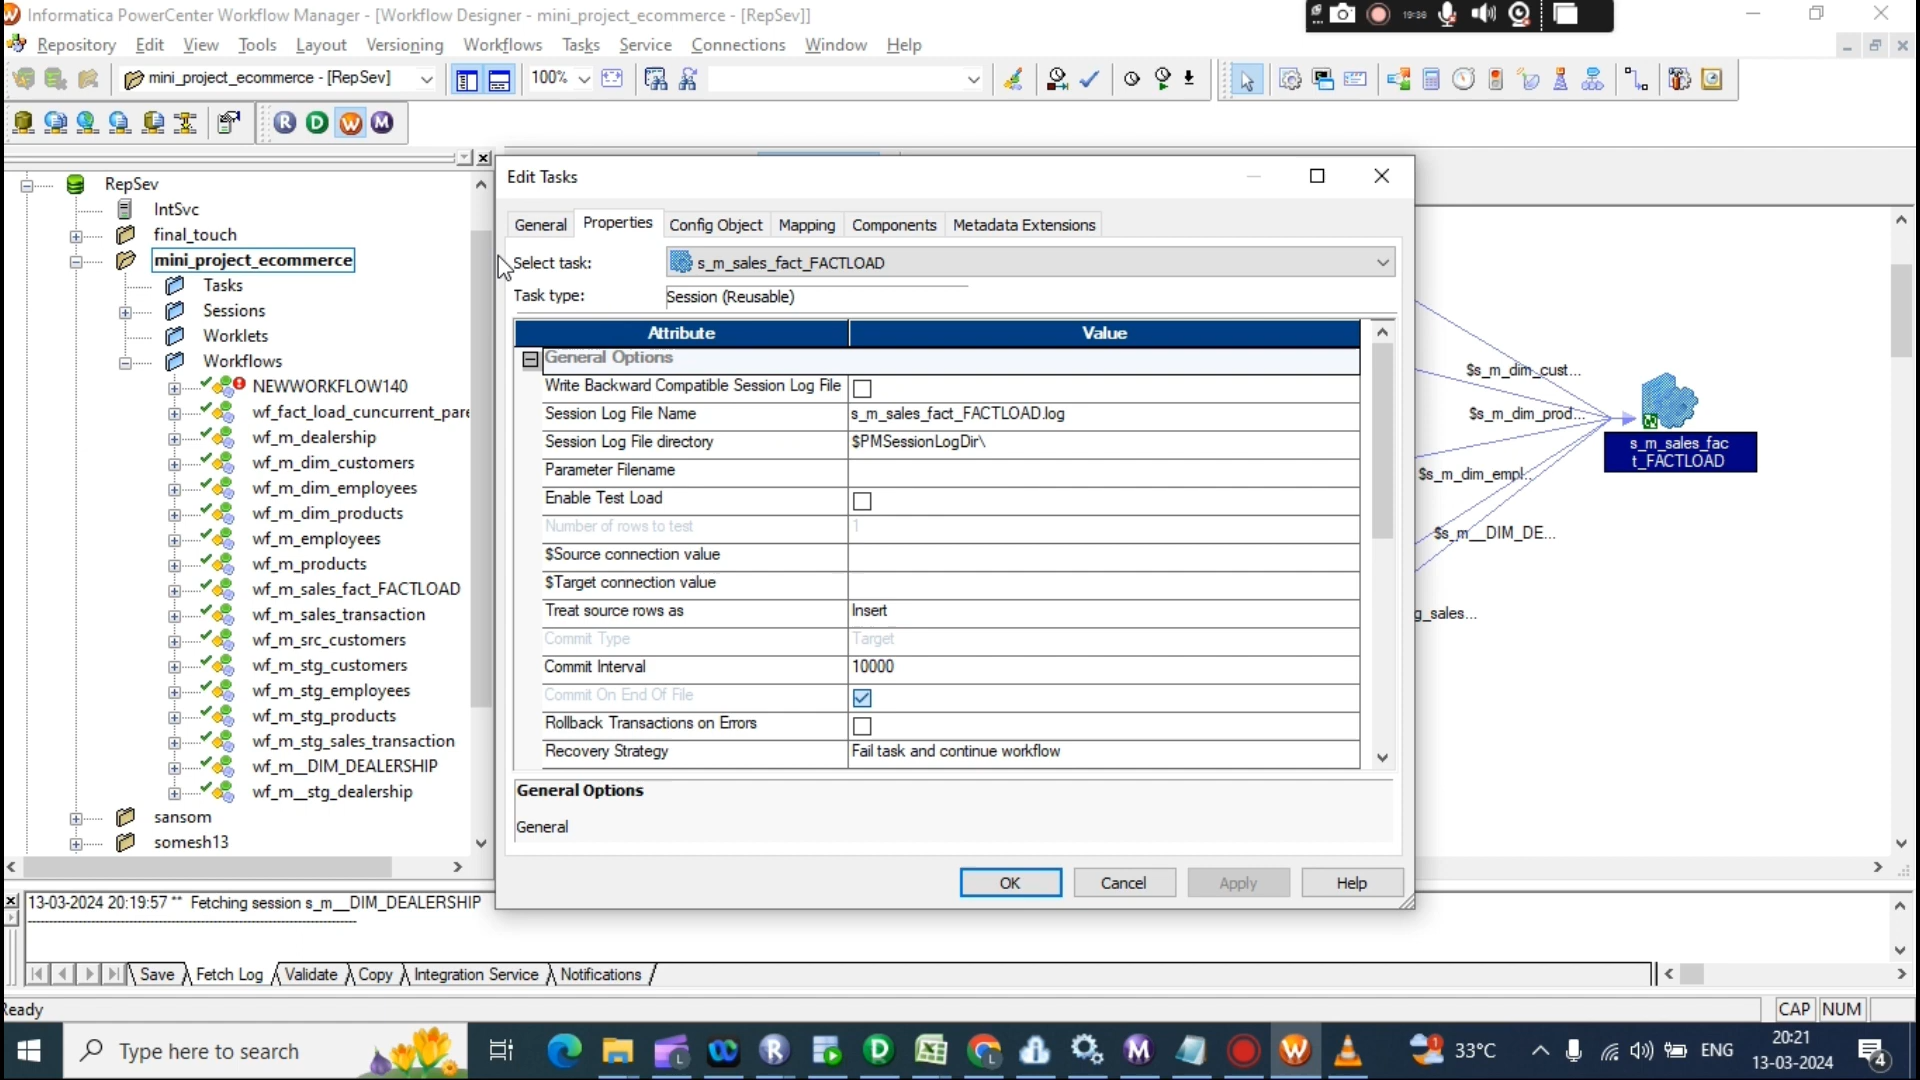 Informatica PowerCenter Workflow Manager - [Workflow Designer - mini_project_ecommerce - [RepSev]]
19:36
Repository Edit View Tools Layout Versioning Workflows Tasks Service Connections Window Help
mini_project_ecommerce - [RepSev]
100%
R D W M
RepSev
IntSvc
final_touch
mini_project_ecommerce
Tasks
Sessions
Worklets
Workflows
NEWWORKFLOW140
wf_fact_load_cuncurrent_pare
wf_m_dealership
wf_m_dim_customers
wf_m_dim_employees
wf_m_dim_products
wf_m_employees
wf_m_products
wf_m_sales_fact_FACTLOAD
wf_m_sales_transaction
wf_m_src_customers
wf_m_stg_customers
wf_m_stg_employees
wf_m_stg_products
wf_m_stg_sales_transaction
wf_m__DIM_DEALERSHIP
wf_m__stg_dealership
sansom
somesh13
Edit Tasks
General Properties Config Object Mapping Components Metadata Extensions
Select task: s_m_sales_fact_FACTLOAD
Task type: Session (Reusable)
Attribute Value
General Options
Write Backward Compatible Session Log File
Session Log File Name s_m_sales_fact_FACTLOAD.log
Session Log File directory $PMSessionLogDir\
Parameter Filename
Enable Test Load
Number of rows to test 1
$Source connection value
$Target connection value
Treat source rows as Insert
Commit Type Target
Commit Interval 10000
Commit On End Of File
Rollback Transactions on Errors
Recovery Strategy Fail task and continue workflow
General Options
General
OK Cancel Apply Help
$s_m_dim_cust...
$s_m_dim_prod...
$s_m_dim_empl...
$s_m__DIM_DE...
g_sales...
s_m_sales_fac
t_FACTLOAD
13-03-2024 20:19:57 ** Fetching session s_m__DIM_DEALERSHIP
Save Fetch Log Validate Copy Integration Service Notifications
Ready
CAP NUM
Type here to search
33°C
ENG
20:21
13-03-2024
4